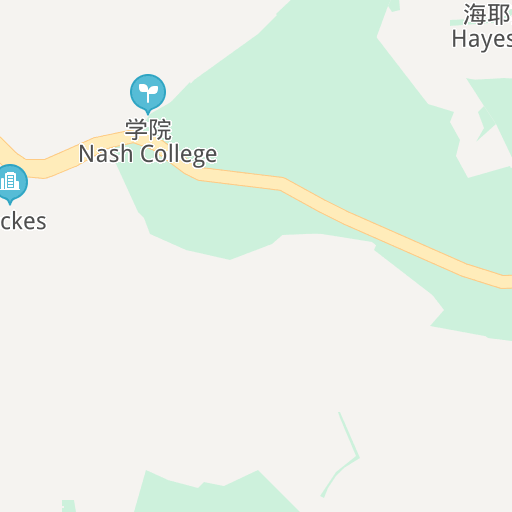 海耶
Hayes
学院
Nash College
ckes